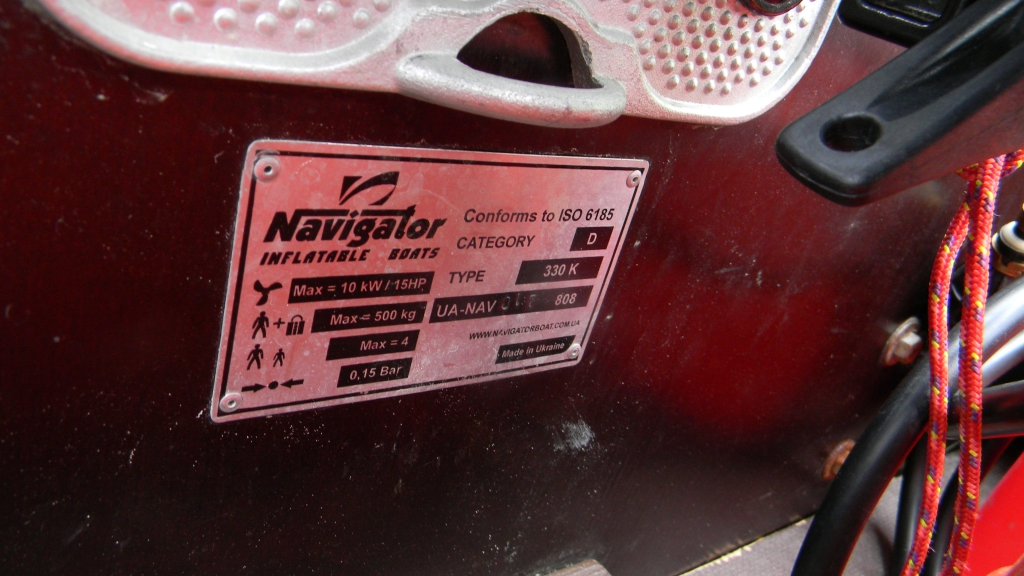 Navigator
INFLATABLE BOATS
Conforms to ISO 6185
CATEGORY D
TYPE 330 K
UA-NAV 808
WWW.NAVIGATORBOAT.COM.UA
Made in Ukraine
Max = 10 kW / 15HP
Max = 500 kg
Max = 4
0,15 Bar